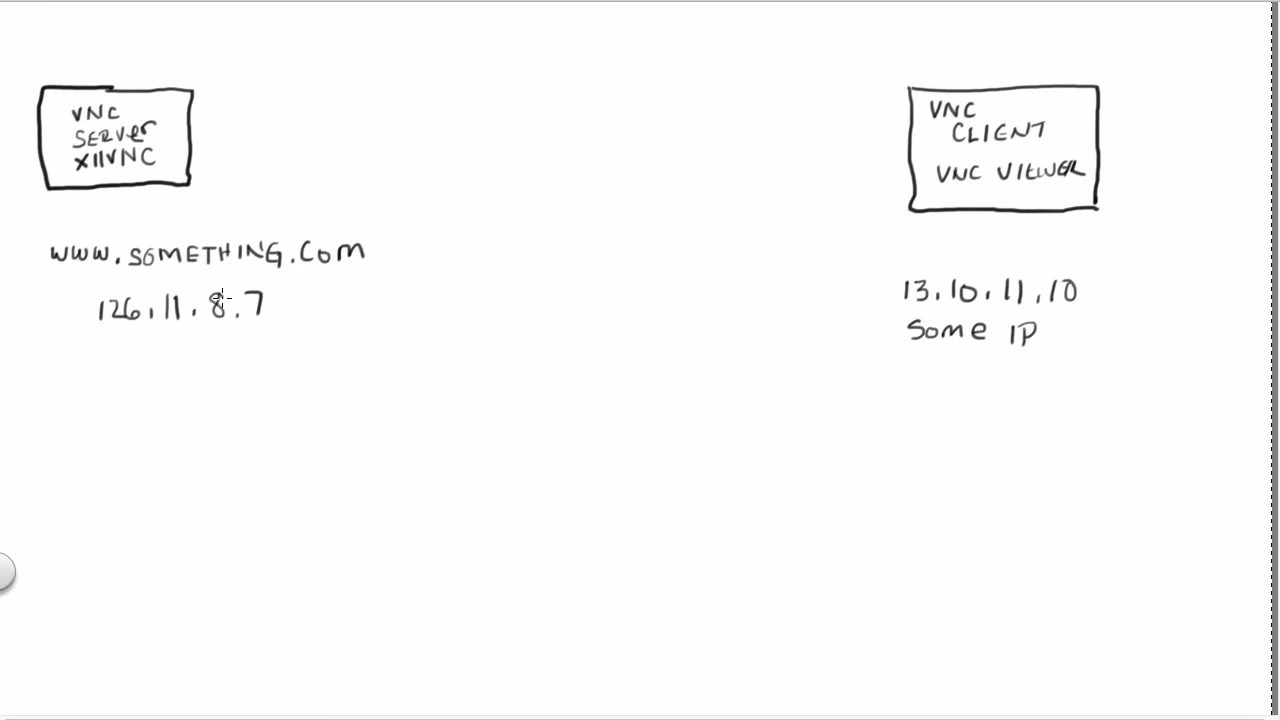 VNC
SERVer
X11VNC
WWW.SOMETHING.COM
126.11.8.7
VNC
CLIENT
VNC VIEWER
13.10.11.10
Some IP